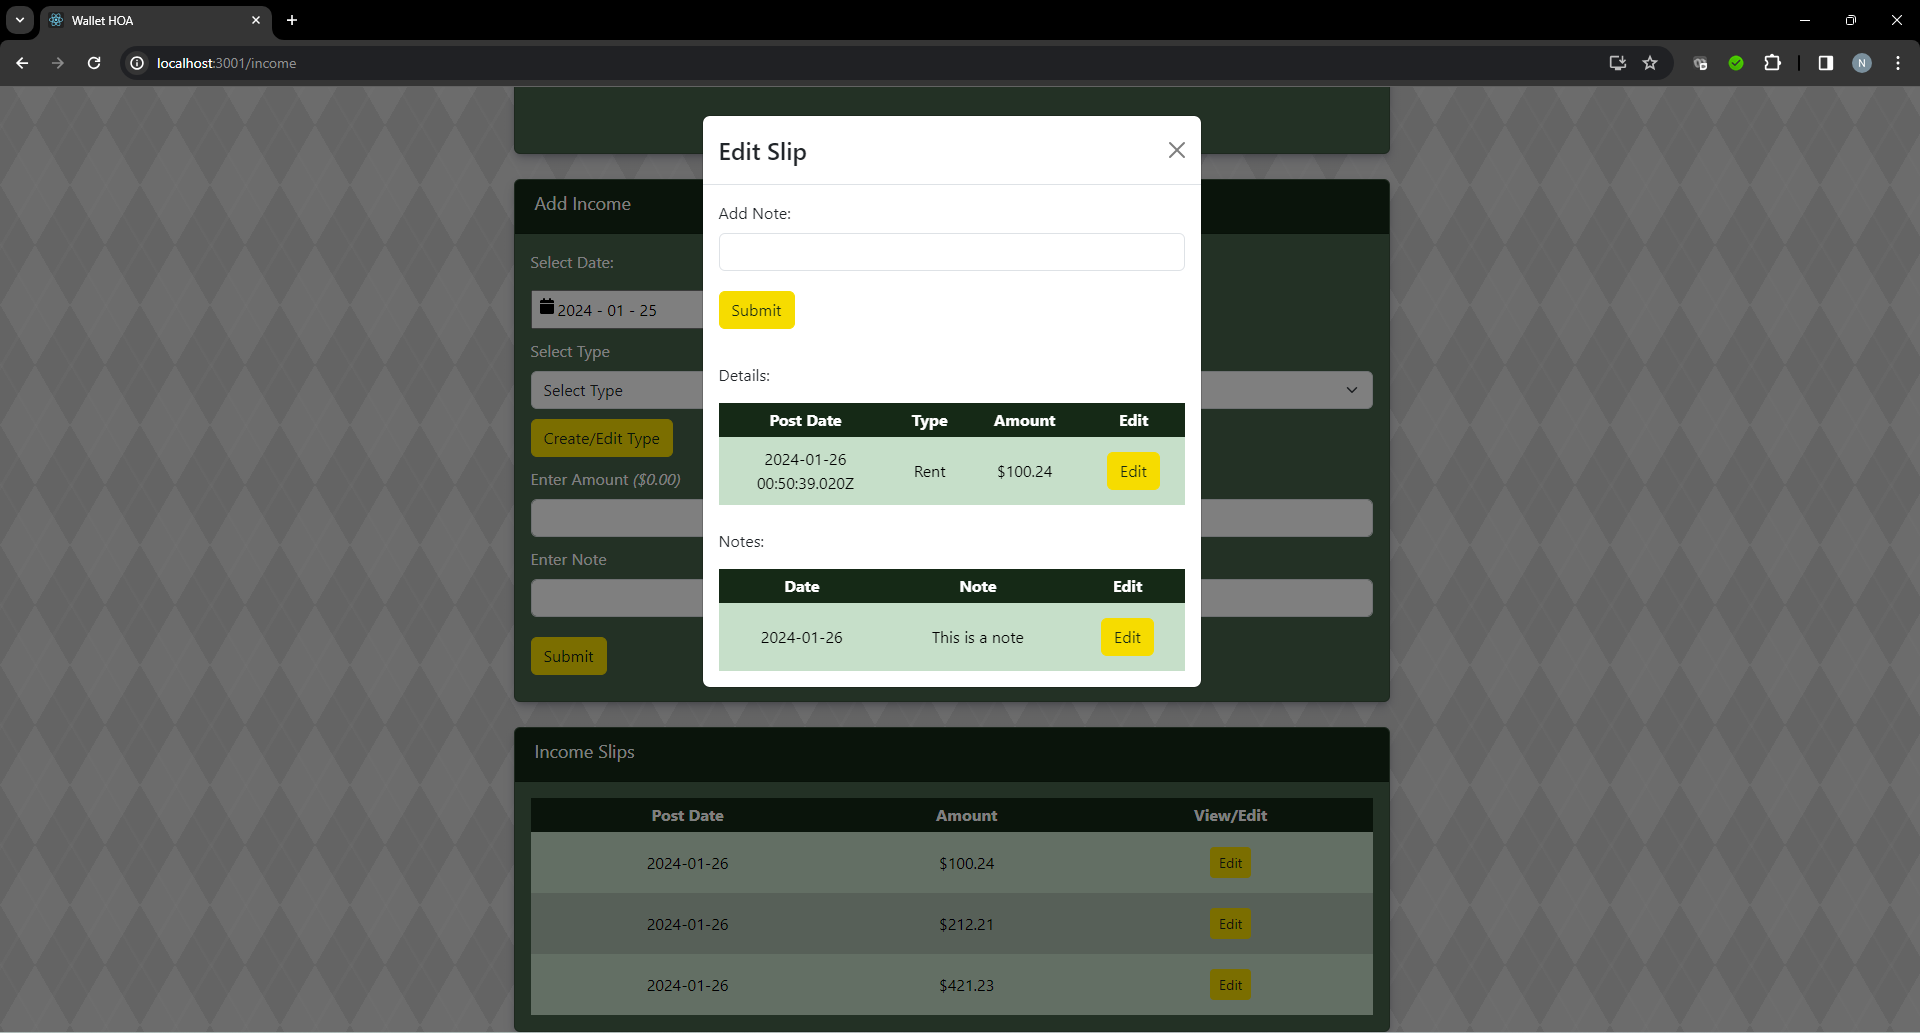 Wallet HOA
localhost:3001/income
N
Edit Slip
Add Note:
Submit
Details:
Post Date Type Amount Edit
2024-01-26
00:50:39.020Z
Rent $100.24 Edit
Notes:
Date Note Edit
2024-01-26 This is a note Edit
Add Income
Select Date:
2024 - 01 - 25
Select Type
Select Type
Create/Edit Type
Enter Amount ($0.00)
Enter Note
Submit
Income Slips
Post Date Amount View/Edit
2024-01-26 $100.24 Edit
2024-01-26 $212.21 Edit
2024-01-26 $421.23 Edit